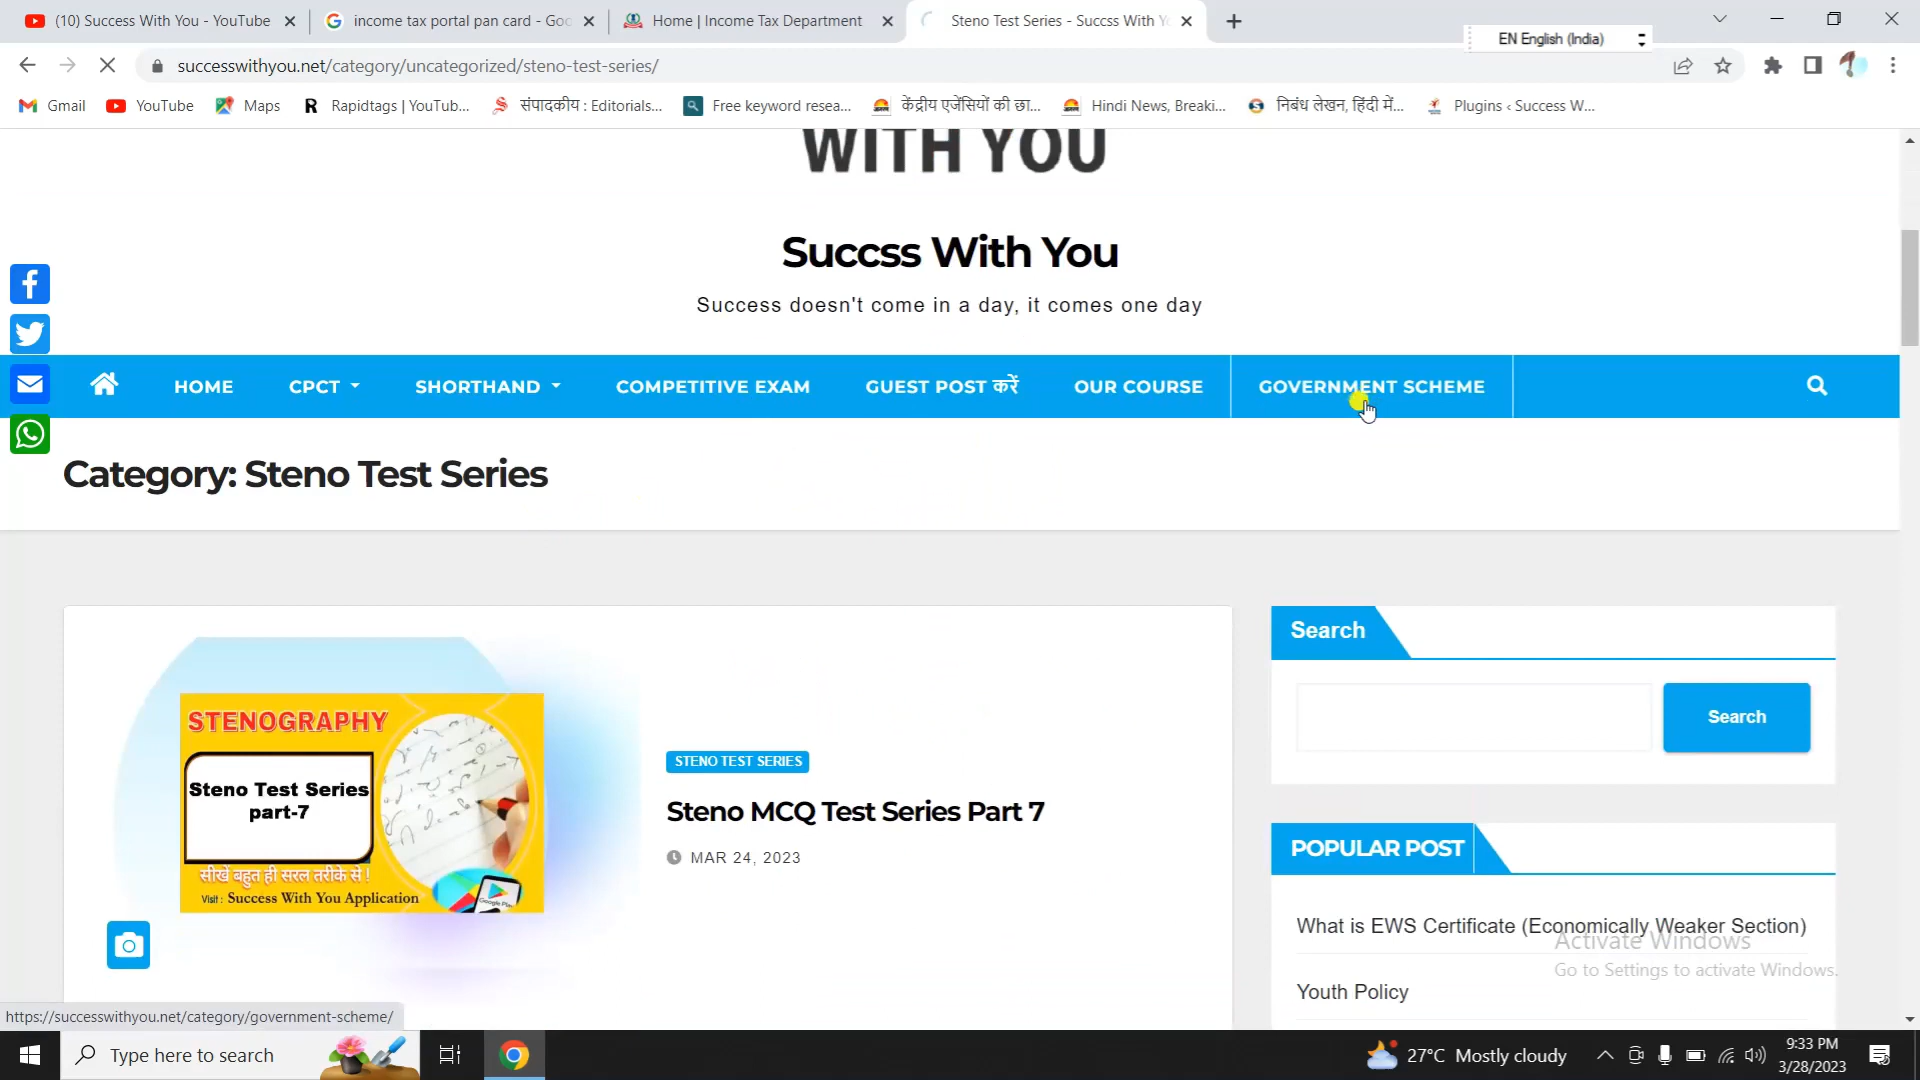 (10) Success With You - YouTube
income tax portal pan card - Goo
Home | Income Tax Department
Steno Test Series - Succss With Yo
EN English (India)
successwithyou.net/category/uncategorized/steno-test-series/
Gmail
YouTube
Maps
Rapidtags | YouTub...
संपादकीय : Editorials...
Free keyword resea...
केंद्रीय एजेंसियों की छा...
Hindi News, Breaki...
निबंध लेखन, हिंदी में...
Plugins ‹ Success W...
WITH YOU
Succss With You
Success doesn't come in a day, it comes one day
HOME
CPCT
SHORTHAND
COMPETITIVE EXAM
GUEST POST करें
OUR COURSE
GOVERNMENT SCHEME
Category: Steno Test Series
STENOGRAPHY
Steno Test Series
part-7
सीखें बहुत ही सरल तरीके से !
Visit : Success With You Application
Google Play
STENO TEST SERIES
Steno MCQ Test Series Part 7
MAR 24, 2023
Search
Search
POPULAR POST
What is EWS Certificate (Economically Weaker Section)
Youth Policy
Activate Windows
Go to Settings to activate Windows.
https://successwithyou.net/category/government-scheme/
Type here to search
27°C Mostly cloudy
9:33 PM
3/28/2023